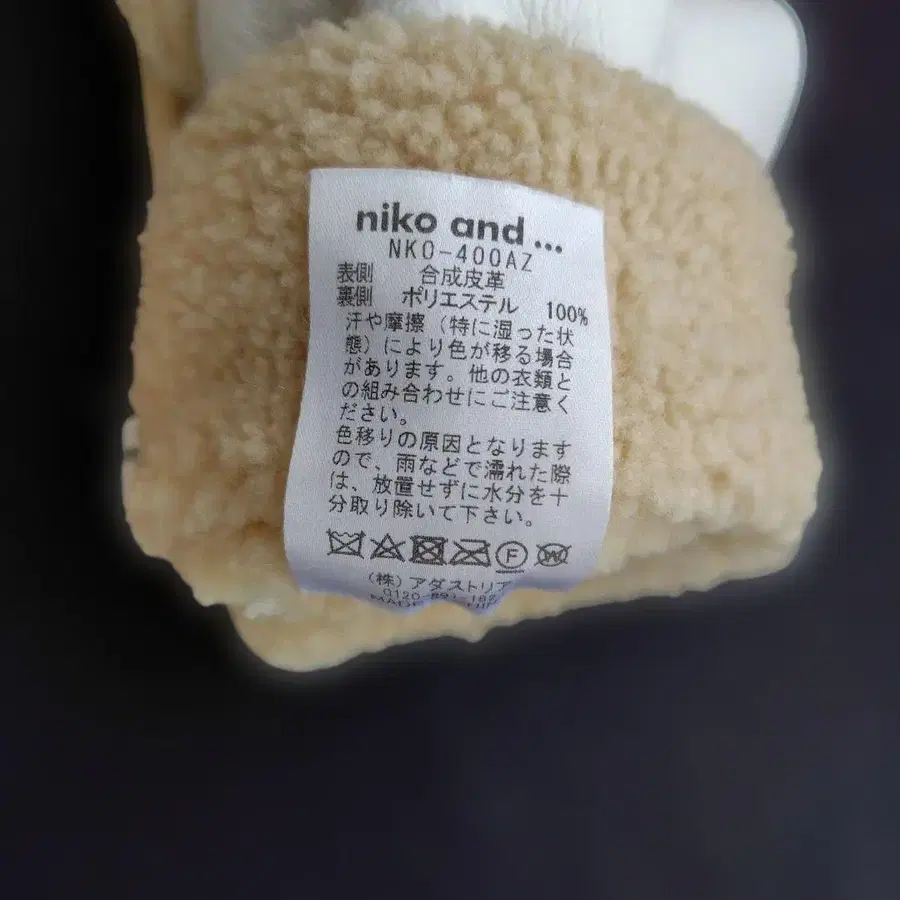 niko and ...
NKO-400AZ
表側 合成皮革
裏側 ポリエステル 100%
汗や摩擦（特に湿った状
態）により色が移る場合
があります。他の衣類と
の組み合わせにご注意く
ださい。
色移りの原因となります
ので、雨などで濡れた際
は、放置せずに水分を十
分取り除いて下さい。
F
W
（株）アダストリア
0120-601-162
MADE